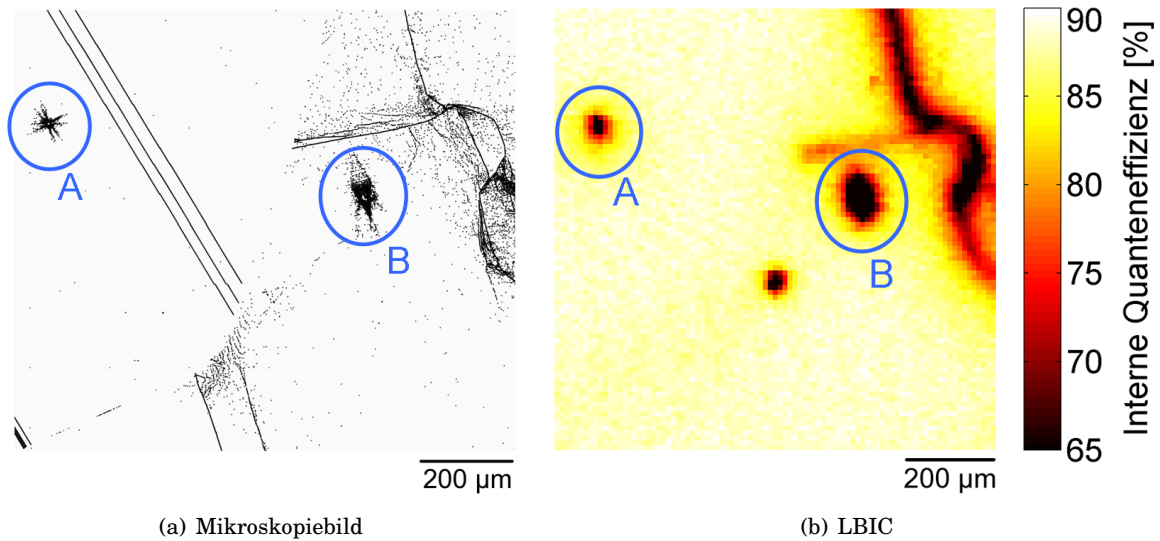 A
B
200 µm
(a) Mikroskopiebild
A
B
200 µm
(b) LBIC
90
85
80
75
70
65
Interne Quanteneffizienz [%]